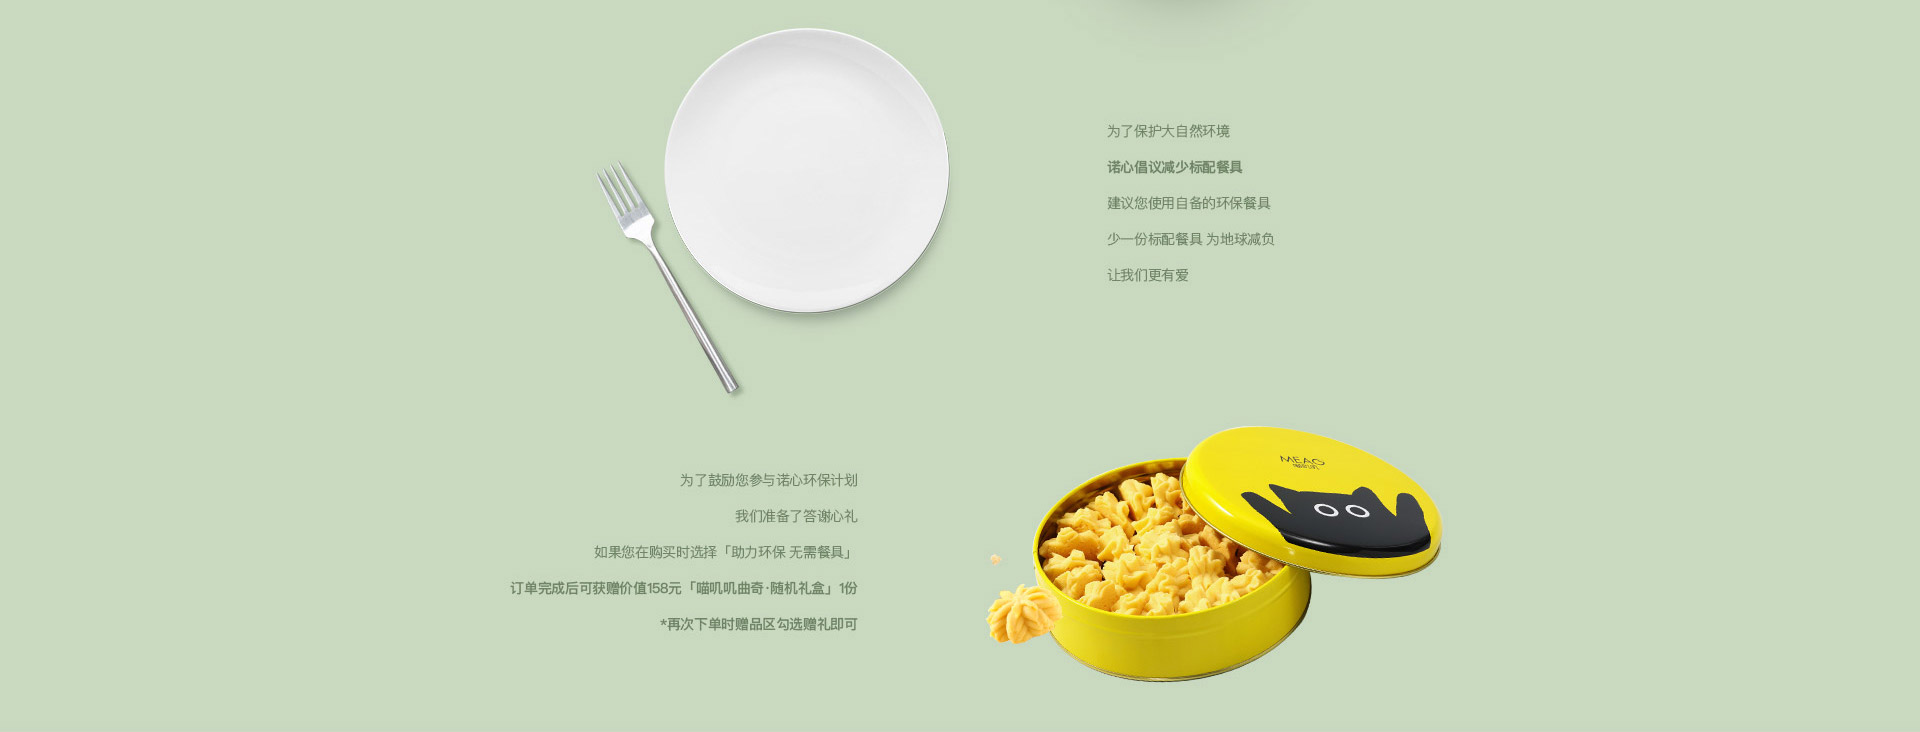 为了保护大自然环境
诺心倡议减少标配餐具
建议您使用自备的环保餐具
少一份标配餐具 为地球减负
让我们更有爱
为了鼓励您参与诺心环保计划
我们准备了答谢心礼
如果您在购买时选择「助力环保 无需餐具」
订单完成后可获赠价值158元「喵叽叽曲奇·随机礼盒」1份
*再次下单时赠品区勾选赠礼即可
MEAO